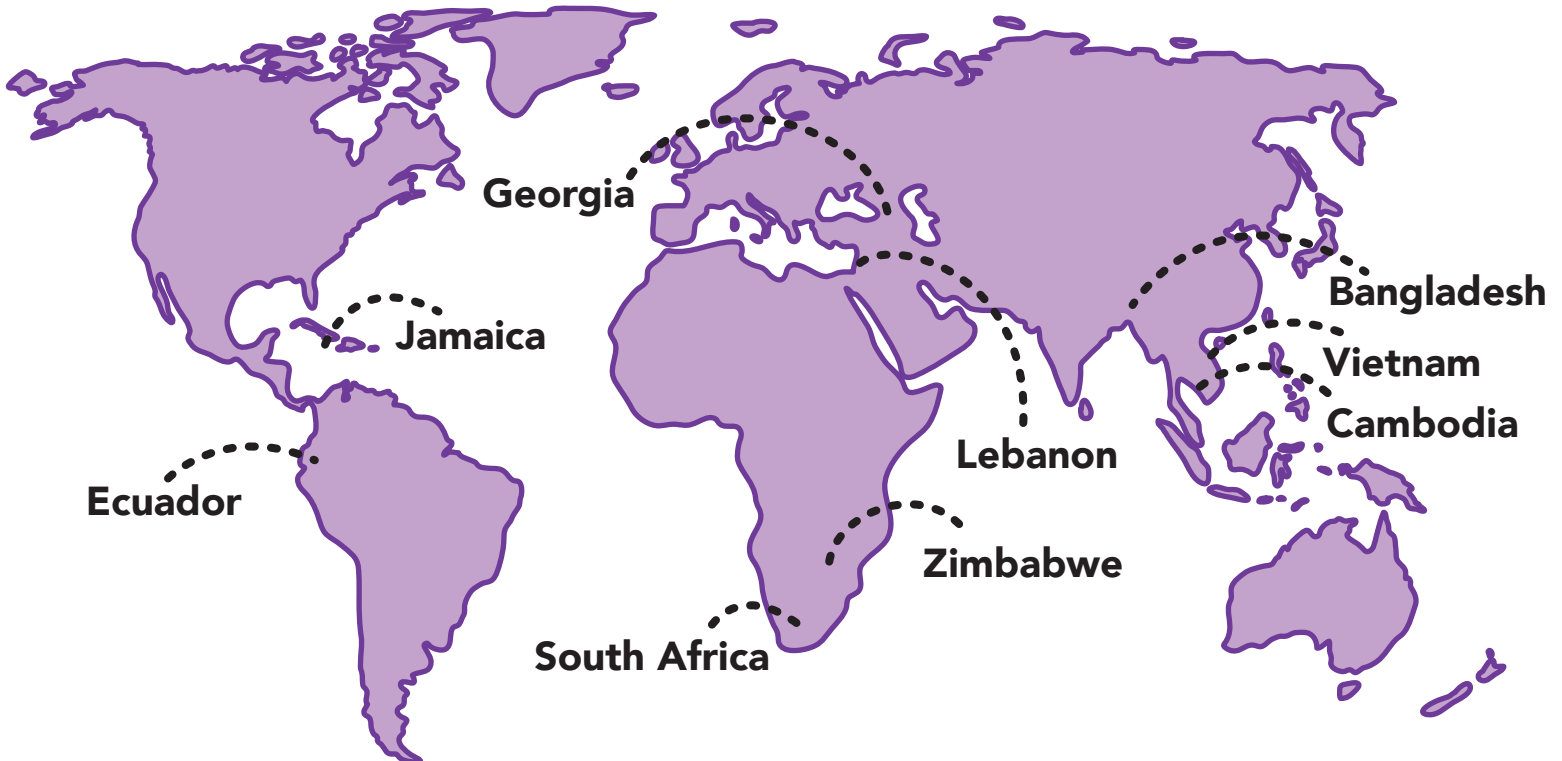 Georgia
Bangladesh
Jamaica
Vietnam
Cambodia
Lebanon
Ecuador
Zimbabwe
South Africa